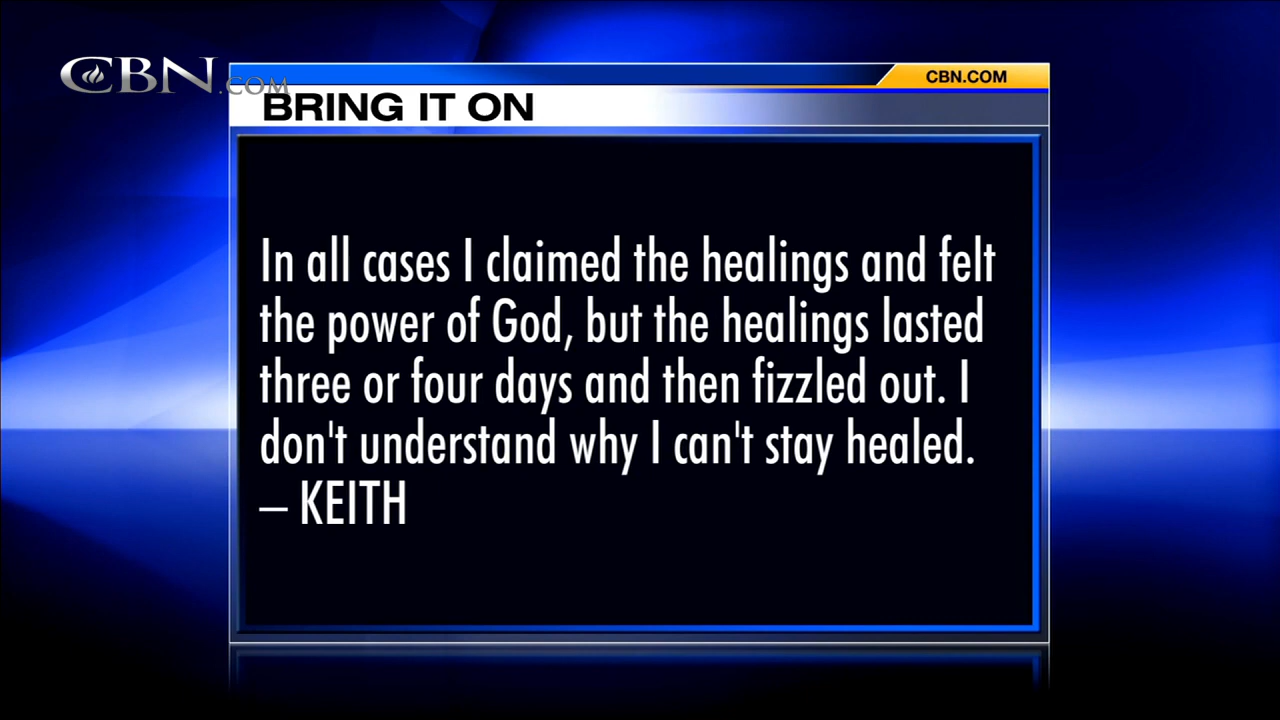 CBN.COM
CBN.COM
BRING IT ON
In all cases I claimed the healings and felt
the power of God, but the healings lasted
three or four days and then fizzled out. I
don't understand why I can't stay healed.
– KEITH